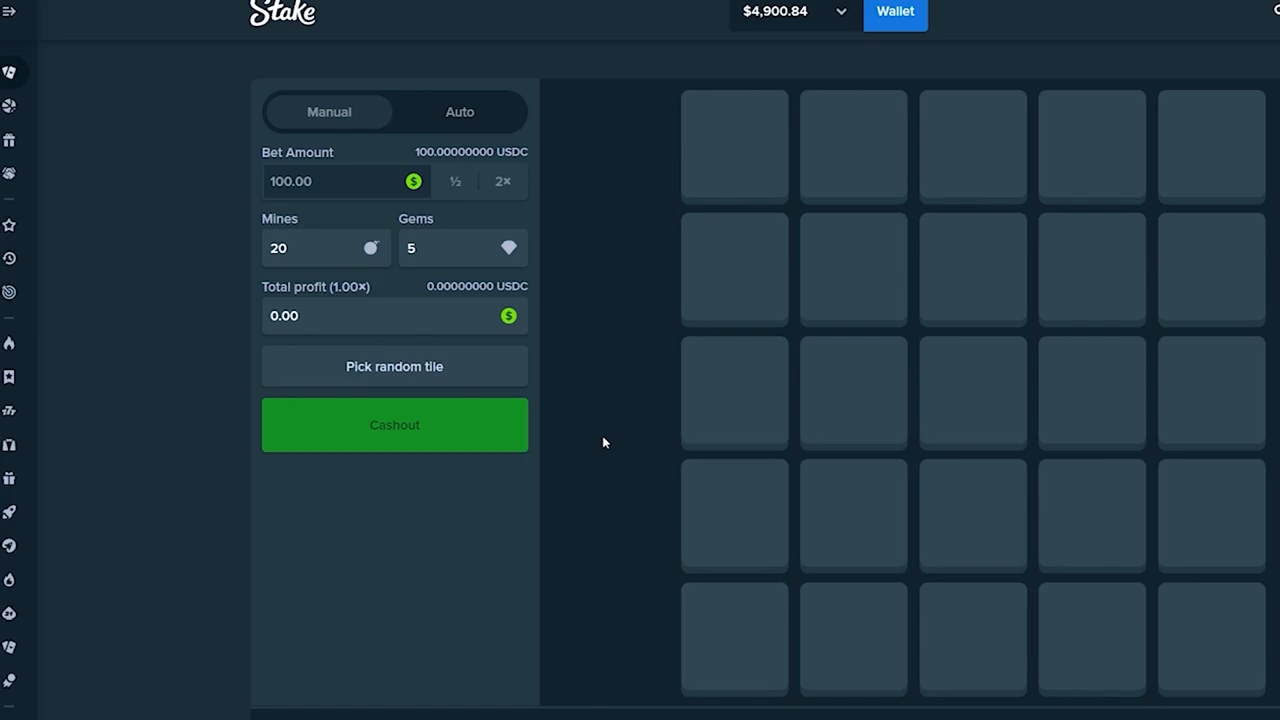 Stake
$4,900.84
Wallet
Manual
Auto
Bet Amount
100.00000000 USDC
100.00
$
½
2×
Mines
Gems
20
5
Total profit (1.00×)
0.00000000 USDC
0.00
$
Pick random tile
Cashout